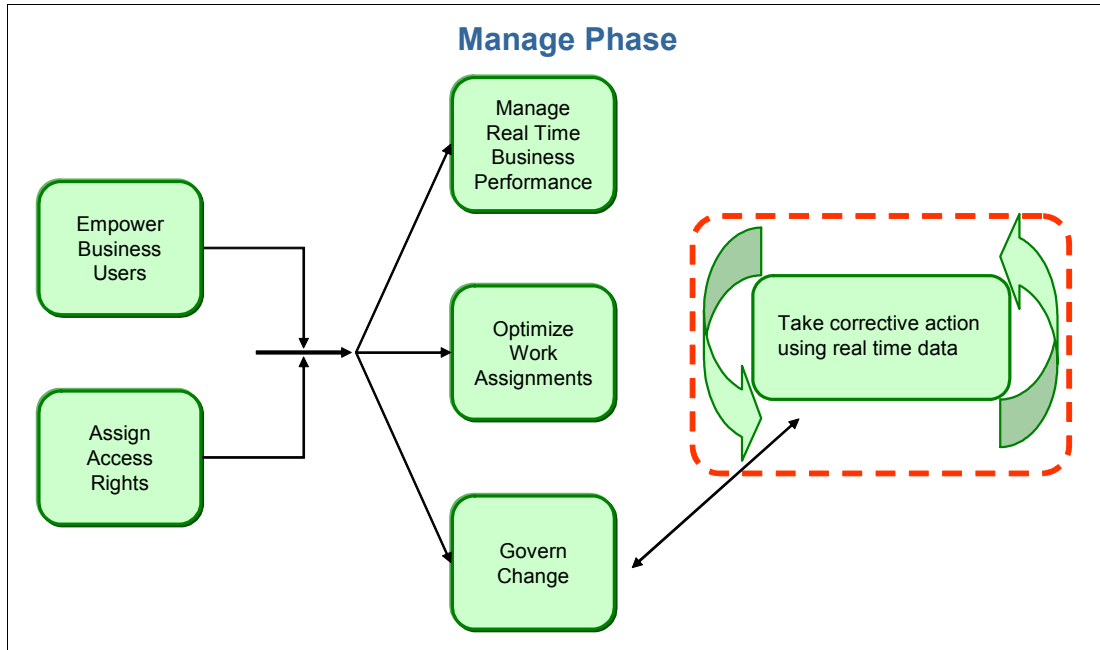 Manage Phase
Manage
Real Time
Business
Performance
Empower
Business
Users
Optimize
Work
Assignments
Take corrective action
using real time data
Assign
Access
Rights
Govern
Change